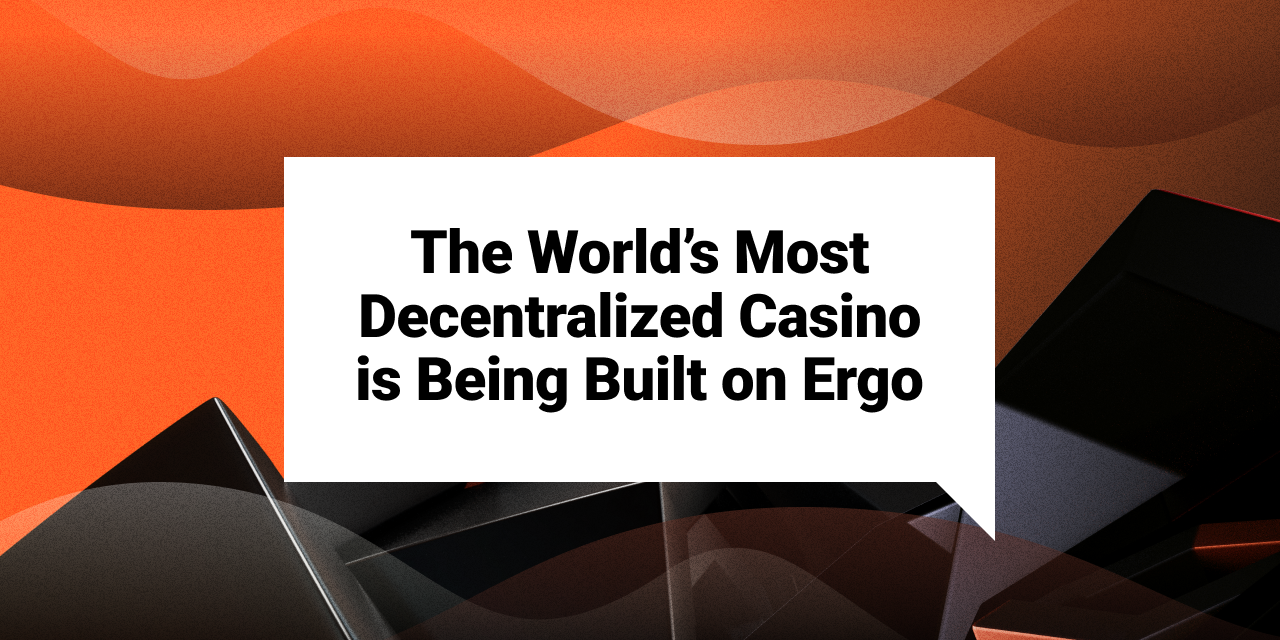 The World’s Most
Decentralized Casino
is Being Built on Ergo